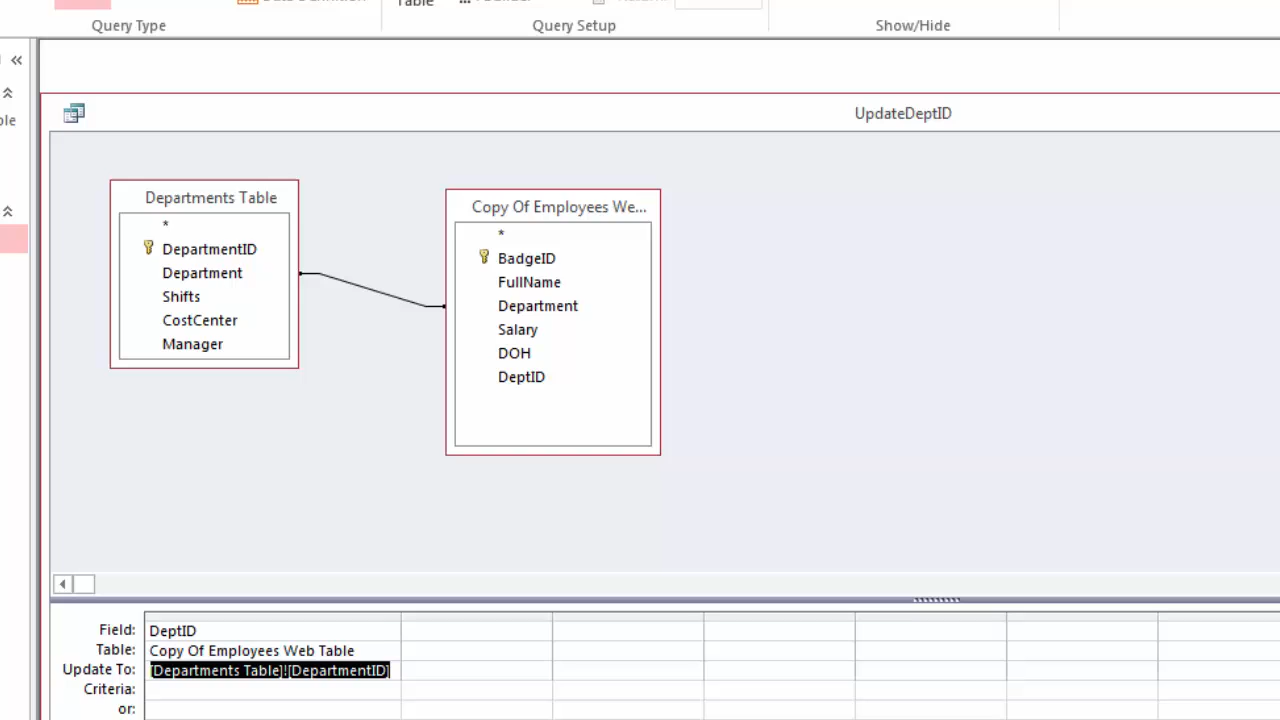 Table
Query Type
Query Setup
Show/Hide
«
ple
UpdateDeptID
Departments Table
*
DepartmentID
Department
Shifts
CostCenter
Manager
Copy Of Employees We...
*
BadgeID
FullName
Department
Salary
DOH
DeptID
Field: DeptID
Table: Copy Of Employees Web Table
Update To: [Departments Table]![DepartmentID]
Criteria:
or: